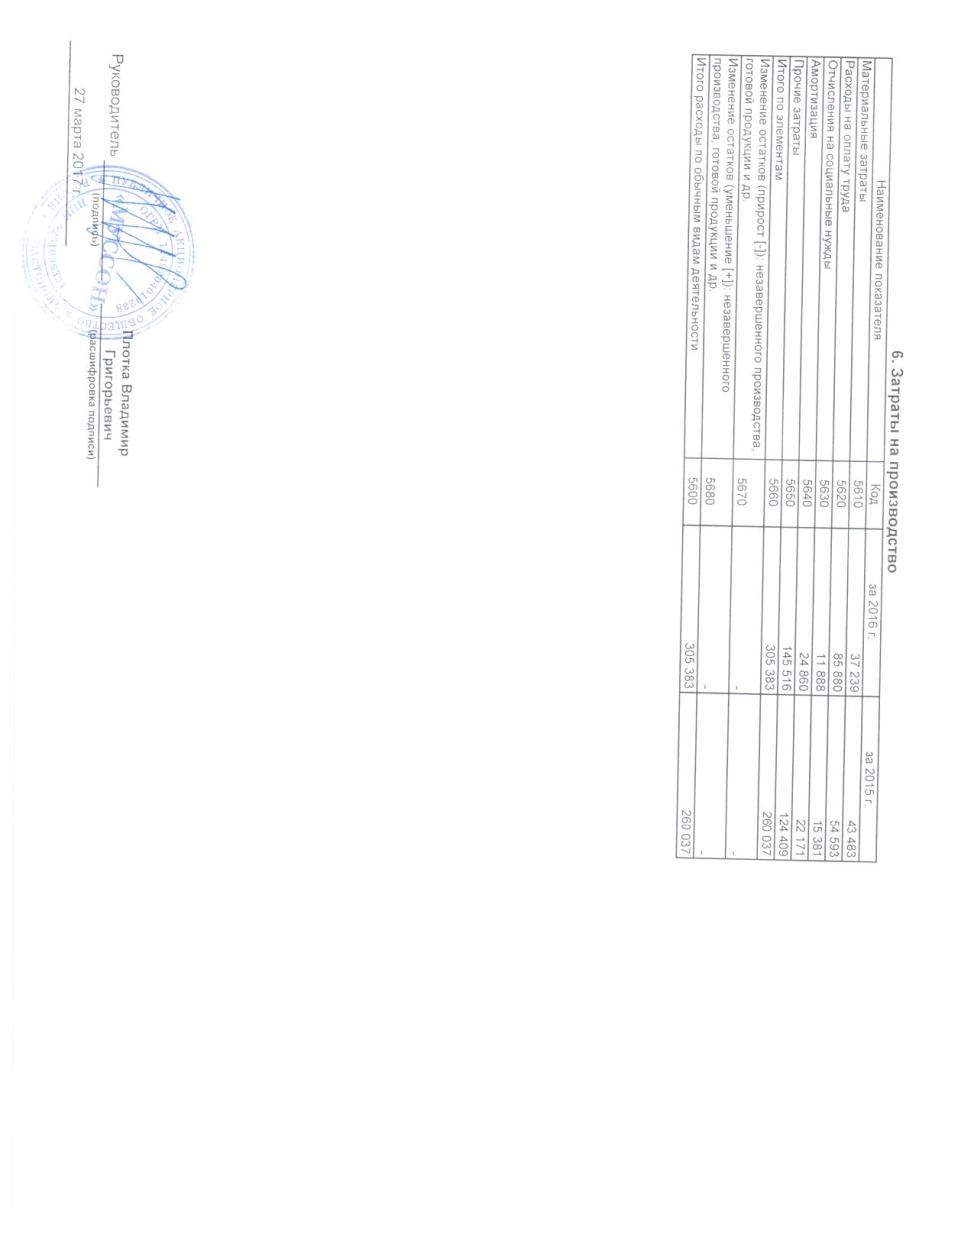 6. Затраты на производство
Наименование показателя Код за 2016 г. за 2015 г.
Материальные затраты 5610 37 239 43 483
Расходы на оплату труда 5620 85 880 54 593
Отчисления на социальные нужды 5630 11 888 15 381
Амортизация 5640 24 860 22 171
Прочие затраты 5650 145 516 124 409
Итого по элементам 5660 305 383 260 037
Изменение остатков (прирост [-]): незавершенного производства,
готовой продукции и др. 5670 - -
Изменение остатков (уменьшение [+]): незавершенного
производства, готовой продукции и др. 5680 - -
Итого расходы по обычным видам деятельности 5600 305 383 260 037
Руководитель
(подпись)
Плотка Владимир
Григорьевич
(расшифровка подписи)
27 марта 2017 г.
ПУБЛИЧНОЕ АКЦИОНЕРНОЕ ОБЩЕСТВО
ОГРН
«МУССОН»